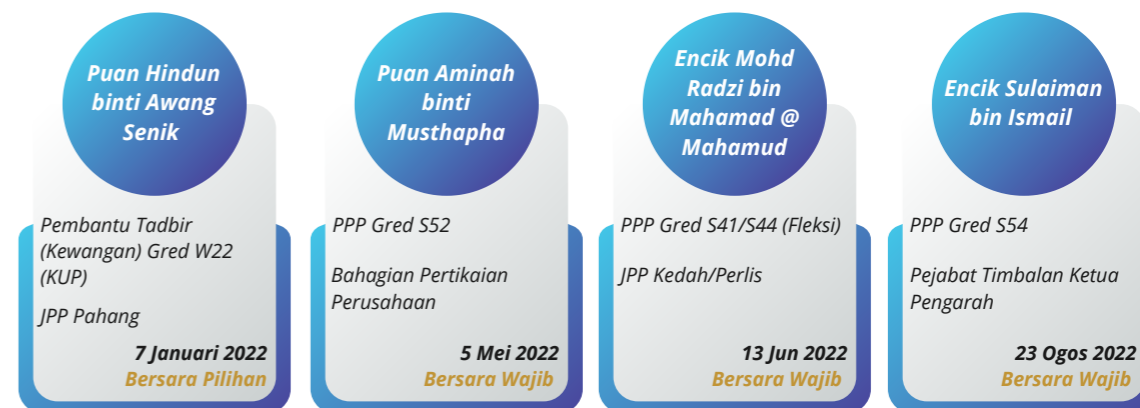 Puan Hindun
binti Awang
Senik
Pembantu Tadbir
(Kewangan) Gred W22
(KUP)
JPP Pahang
7 Januari 2022
Bersara Pilihan
Puan Aminah
binti
Musthapha
PPP Gred S52
Bahagian Pertikaian
Perusahaan
5 Mei 2022
Bersara Wajib
Encik Mohd
Radzi bin
Mahamad @
Mahamud
PPP Gred S41/S44 (Fleksi)
JPP Kedah/Perlis
13 Jun 2022
Bersara Wajib
Encik Sulaiman
bin Ismail
PPP Gred S54
Pejabat Timbalan Ketua
Pengarah
23 Ogos 2022
Bersara Wajib